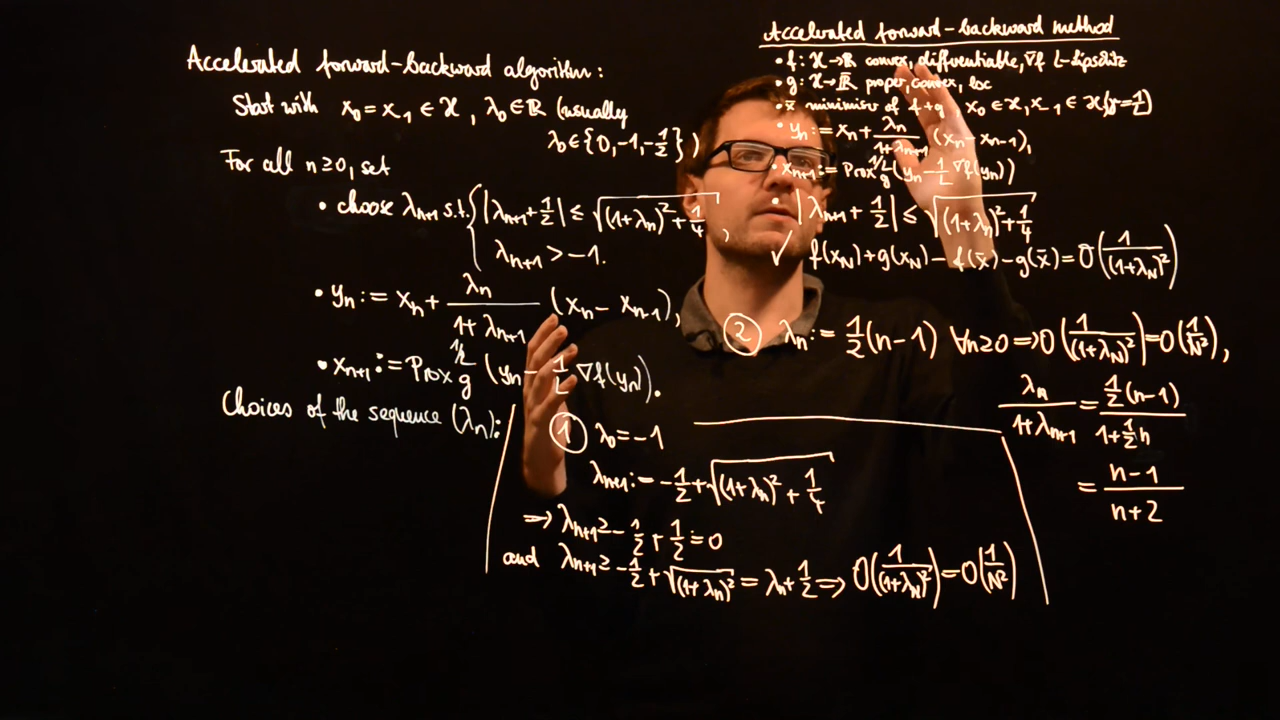 Accelerated forward-backward algorithm:
Start with x₀ = x₋₁ ∈ ℋ, λ₀ ∈ ℝ (usually
λ₀ ∈ {0, -1, -1/2})
For all n ≥ 0, set
• choose λₙ₊₁ s.t. { |λₙ₊₁ + 1/2| ≤ √((1+λₙ)² + 1/4),
λₙ₊₁ > -1.
• yₙ := xₙ + λₙ/(1+λₙ₊₁) (xₙ - xₙ₋₁),
• xₙ₊₁ := Prox_g^{1/L} (yₙ - 1/L ∇f(yₙ)).
Choices of the sequence (λₙ):
① λ₀ = -1
λₙ₊₁ := -1/2 + √((1+λₙ)² + 1/4)
⇒ λₙ₊₁ ≥ -1/2 + 1/2 = 0
and λₙ₊₁ ≥ -1/2 + √((1+λₙ)²) = λₙ + 1/2 ⇒ O(1/(1+λ_N)²) = O(1/N²)
Accelerated forward-backward method
• f: ℋ→ℝ convex, differentiable, ∇f L-Lipschitz
• g: ℋ→ℝ̄ proper, convex, lsc
• x̄ minimiser of f+g x₀ ∈ ℋ, x₋₁ ∈ ℋ (γ=1/L)
• yₙ := xₙ + λₙ/(1+λₙ₊₁) (xₙ - xₙ₋₁),
• xₙ₊₁ := Prox_g^{1/L} (yₙ - 1/L ∇f(yₙ))
• |λₙ₊₁ + 1/2| ≤ √((1+λₙ)² + 1/4)
✓ f(x_N) + g(x_N) - f(x̄) - g(x̄) = O(1/(1+λ_N)²)
② λₙ := 1/2 (n-1) ∀n≥0 ⇒ O(1/(1+λ_N)²) = O(1/N²),
λₙ/(1+λₙ₊₁) = (1/2 (n-1))/(1 + 1/2 n)
= (n-1)/(n+2)